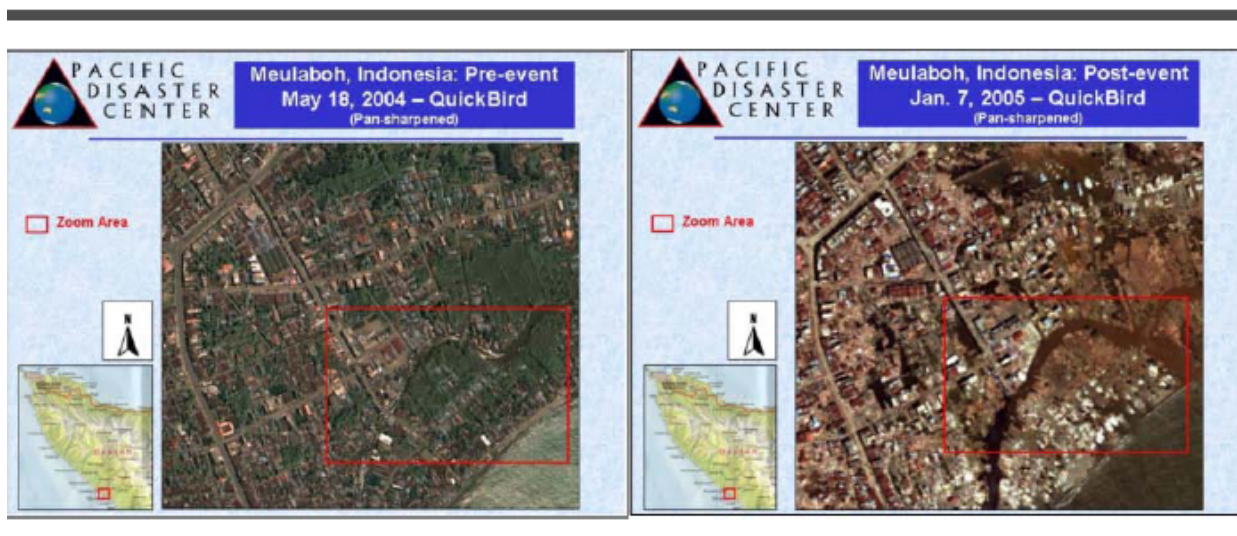 PACIFIC
DISASTER
CENTER
Meulaboh, Indonesia: Pre-event
May 18, 2004 – QuickBird
(Pan-sharpened)
Zoom Area
N
PACIFIC
DISASTER
CENTER
Meulaboh, Indonesia: Post-event
Jan. 7, 2005 – QuickBird
(Pan-sharpened)
Zoom Area
N